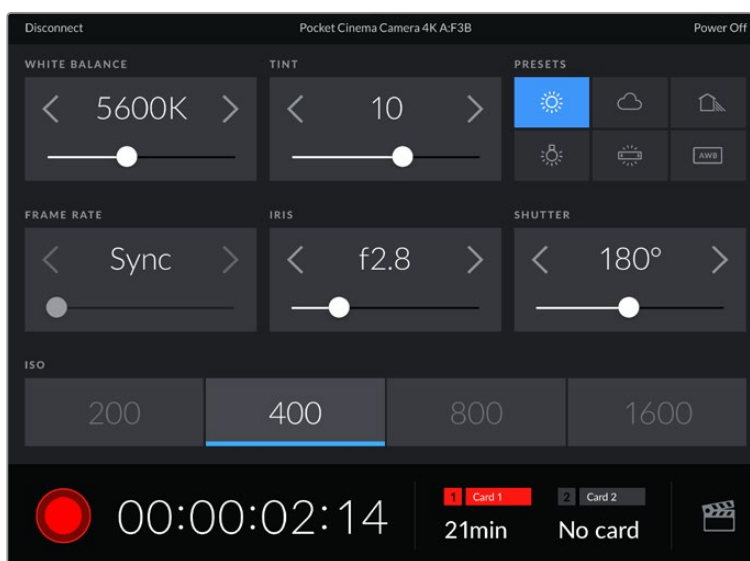 Disconnect Pocket Cinema Camera 4K A:F3B Power Off
WHITE BALANCE TINT PRESETS
5600K 10
AWB
FRAME RATE IRIS SHUTTER
Sync f2.8 180°
ISO
200 400 800 1600
1 Card 1 2 Card 2
00:00:02:14 21min No card